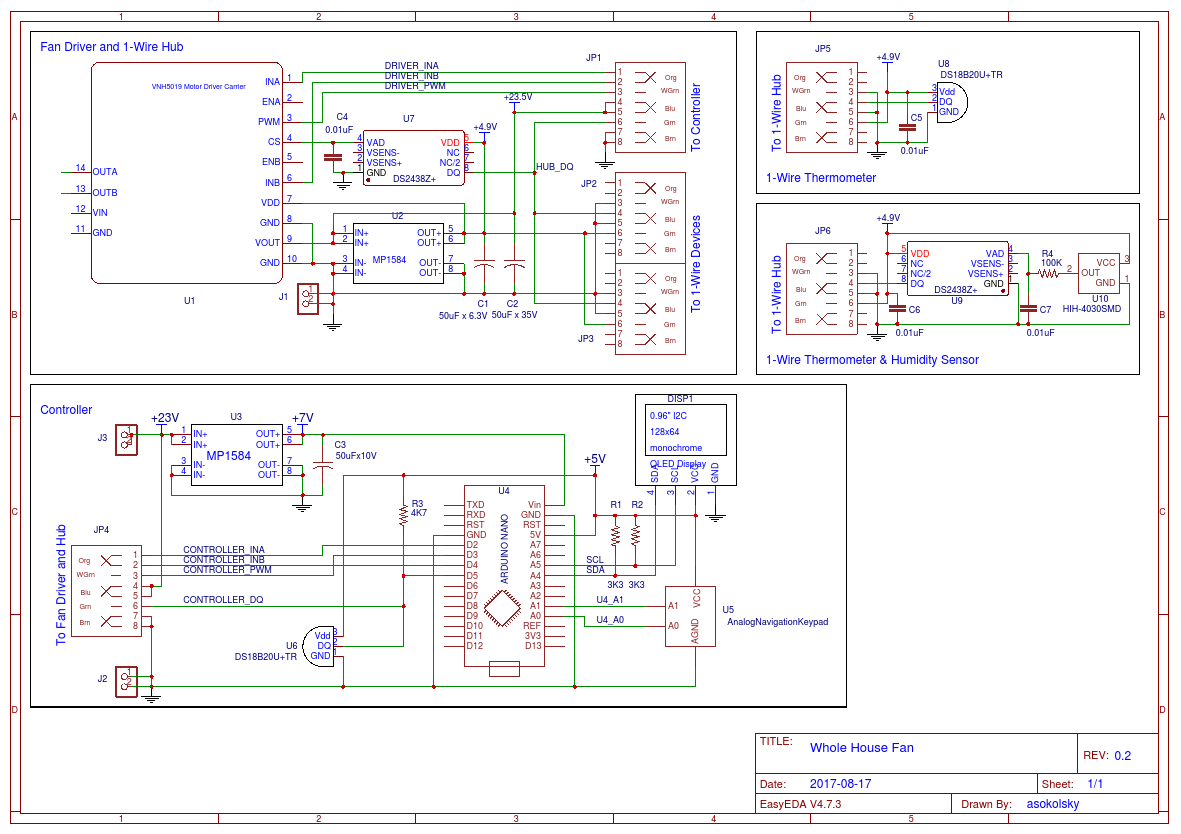 1 2 3 4 5
A A
B B
C C
D D
1 2 3 4 5
Fan Driver and 1-Wire Hub
VNH5019 Motor Driver Carrier
INA 1
ENA 2
PWM 3
CS 4
ENB 5
INB 6
VDD 7
GND 8
VOUT 9
GND 10
14 OUTA
13 OUTB
12 VIN
11 GND
U1
DRIVER_INA
DRIVER_INB
DRIVER_PWM
+23.5V
+4.9V
C4
0.01uF
U7
4 VAD
3 VSENS-
2 VSENS+
1 GND
VDD 5
NC 6
NC/2 7
DQ 8
DS2438Z+
HUB_DQ
U2
1 IN+
2 IN+
3 IN-
4 IN-
OUT+ 5
OUT+ 6
OUT- 7
OUT- 8
MP1584
J1
1
2
C1
50uF x 6.3V
C2
50uF x 35V
JP1
1
2
3
4
5
6
7
8
Org
WGrn
Blu
Grn
Brn
To Controller
JP2
1
2
3
4
5
6
7
8
Org
WGrn
Blu
Grn
Brn
1
2
3
4
5
6
7
8
Org
WGrn
Blu
Grn
Brn
JP3
To 1-Wire Devices
JP5
To 1-Wire Hub
Org
WGrn
Blu
Grn
Brn
1
2
3
4
5
6
7
8
+4.9V
U8
DS18B20U+TR
3 Vdd
2 DQ
1 GND
C5
0.01uF
1-Wire Thermometer
JP6
To 1-Wire Hub
Org
WGrn
Blu
Grn
Brn
1
2
3
4
5
6
7
8
+4.9V
5 VDD
6 NC
7 NC/2
8 DQ
VAD 4
VSENS- 3
VSENS+ 2
GND 1
DS2438Z+
U9
C6
0.01uF
R4
100K
C7
0.01uF
VCC 3
2 OUT
GND 1
U10
HIH-4030SMD
1-Wire Thermometer & Humidity Sensor
Controller
J3
1
2
+23V
U3
+7V
1 IN+
2 IN+
3 IN-
4 IN-
OUT+ 5
OUT+ 6
OUT- 7
OUT- 8
MP1584
C3
50uFx10V
DISP1
0.96" I2C
128x64
monochrome
OLED Display
SDA
SCL
VCC
GND
4 3 2 1
+5V
R3
4K7
R1 R2
3K3 3K3
U4
ARDUINO NANO
TXD
RXD
RST
GND
D2
D3
D4
D5
D6
D7
D8
D9
D10
D11
D12
Vin
GND
RST
5V
A7
A6
A5
A4
A3
A2
A1
A0
REF
3V3
D13
SCL
SDA
U4_A1
U4_A0
A1
A0
VCC
AGND
U5
AnalogNavigationKeypad
JP4
To Fan Driver and Hub
Org
WGrn
Blu
Grn
Brn
1
2
3
4
5
6
7
8
CONTROLLER_INA
CONTROLLER_INB
CONTROLLER_PWM
CONTROLLER_DQ
U6
DS18B20U+TR
Vdd 3
DQ 2
GND 1
J2
1
2
TITLE: Whole House Fan
REV: 0.2
Date: 2017-08-17
Sheet: 1/1
EasyEDA V4.7.3
Drawn By: asokolsky